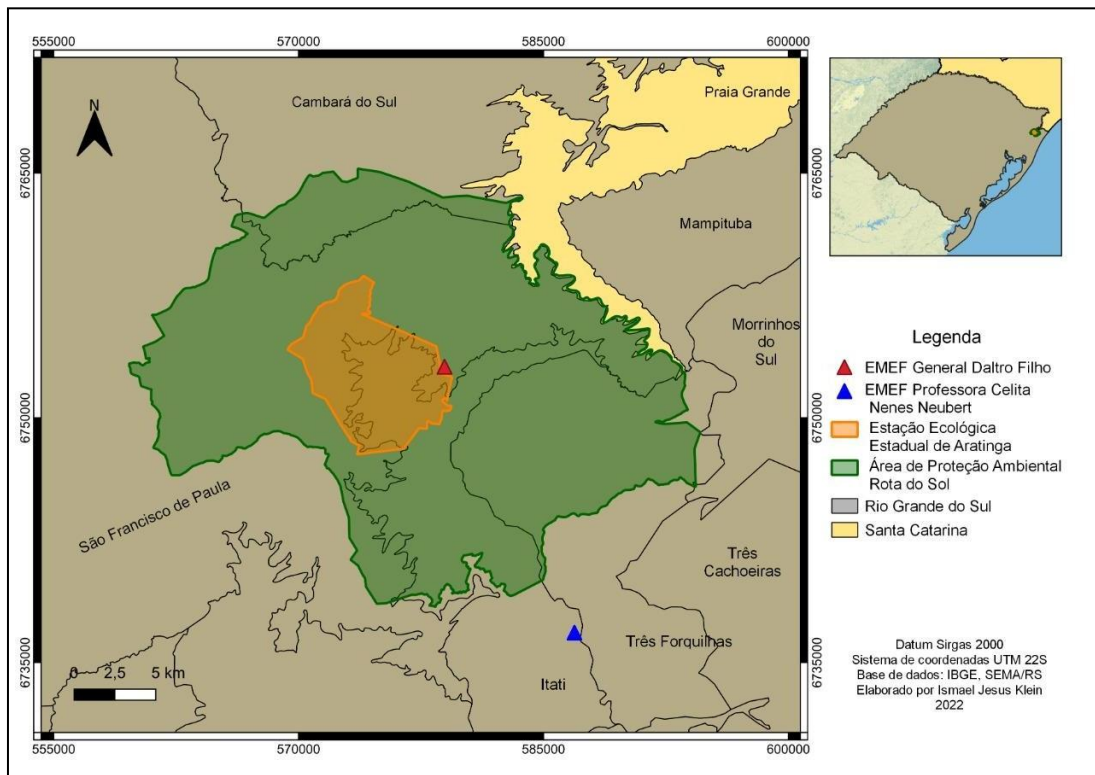 555000
570000
585000
600000
6765000
6750000
6735000
6765000
6750000
6735000
N
Cambará do Sul
Praia Grande
Mampituba
Morrinhos
do
Sul
São Francisco de Paula
Três
Cachoeiras
Três Forquilhas
Itati
0 2,5 5 km
555000
570000
585000
600000
Legenda
EMEF General Daltro Filho
EMEF Professora Celita
Nenes Neubert
Estação Ecológica
Estadual de Aratinga
Área de Proteção Ambiental
Rota do Sol
Rio Grande do Sul
Santa Catarina
Datum Sirgas 2000
Sistema de coordenadas UTM 22S
Base de dados: IBGE, SEMA/RS
Elaborado por Ismael Jesus Klein
2022